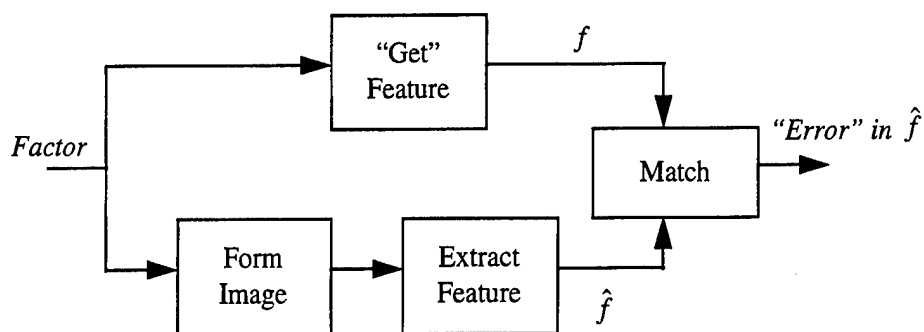 “Get”
Feature
f
Factor
“Error” in f̂
Match
Form
Image
Extract
Feature
f̂